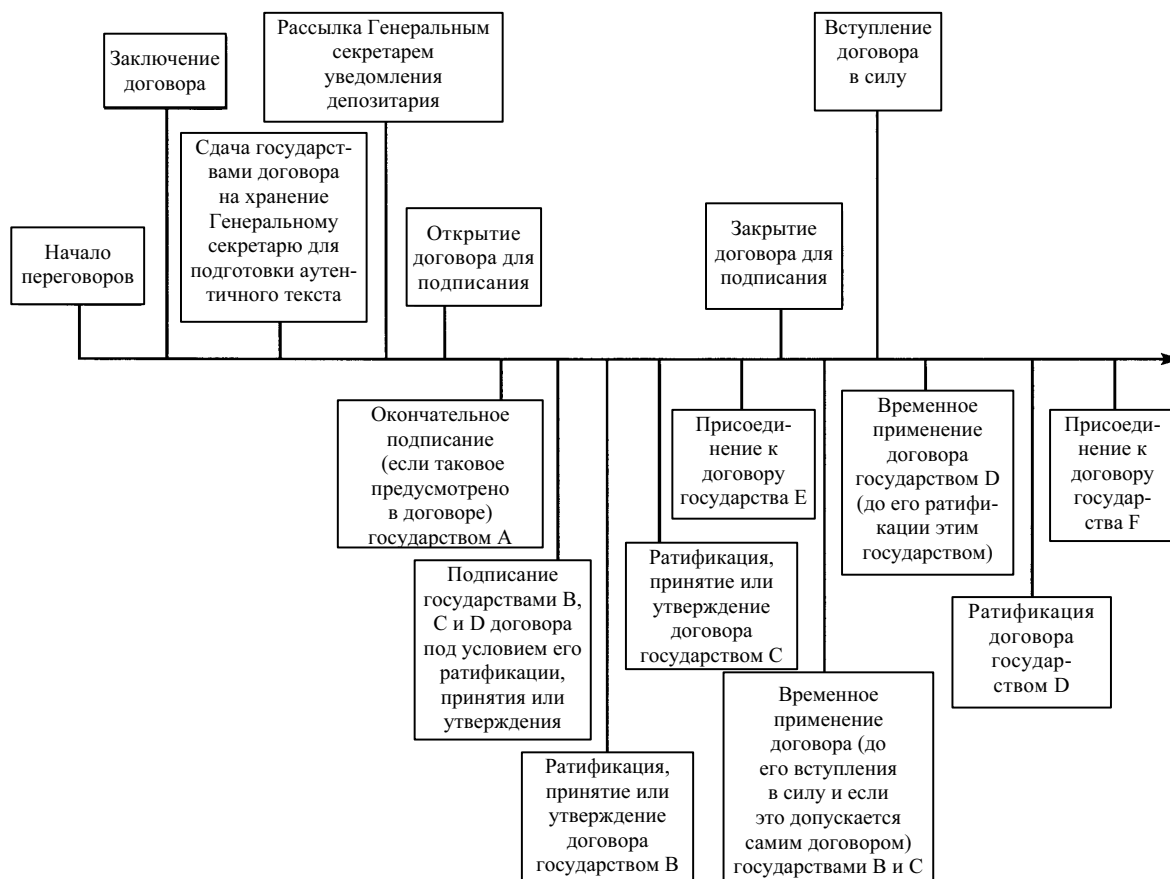 Начало
переговоров
Заключение
договора
Сдача государст-
вами договора
на хранение
Генеральному
секретарю для
подготовки аутен-
тичного текста
Рассылка Генеральным
секретарем
уведомления
депозитария
Открытие
договора для
подписания
Закрытие
договора для
подписания
Вступление
договора
в силу
Окончательное
подписание
(если таковое
предусмотрено
в договоре)
государством A
Подписание
государствами B,
C и D договора
под условием его
ратификации,
принятия или
утверждения
Ратификация,
принятие или
утверждение
договора
государством B
Ратификация,
принятие или
утверждение
договора
государством C
Присоеди-
нение к
договору
государства E
Временное
применение
договора (до
его вступления
в силу и если
это допускается
самим договором)
государствами B и C
Временное
применение
договора
государством D
(до его ратифи-
кации этим
государством)
Ратификация
договора
государ-
ством D
Присоеди-
нение к
договору
государ-
ства F